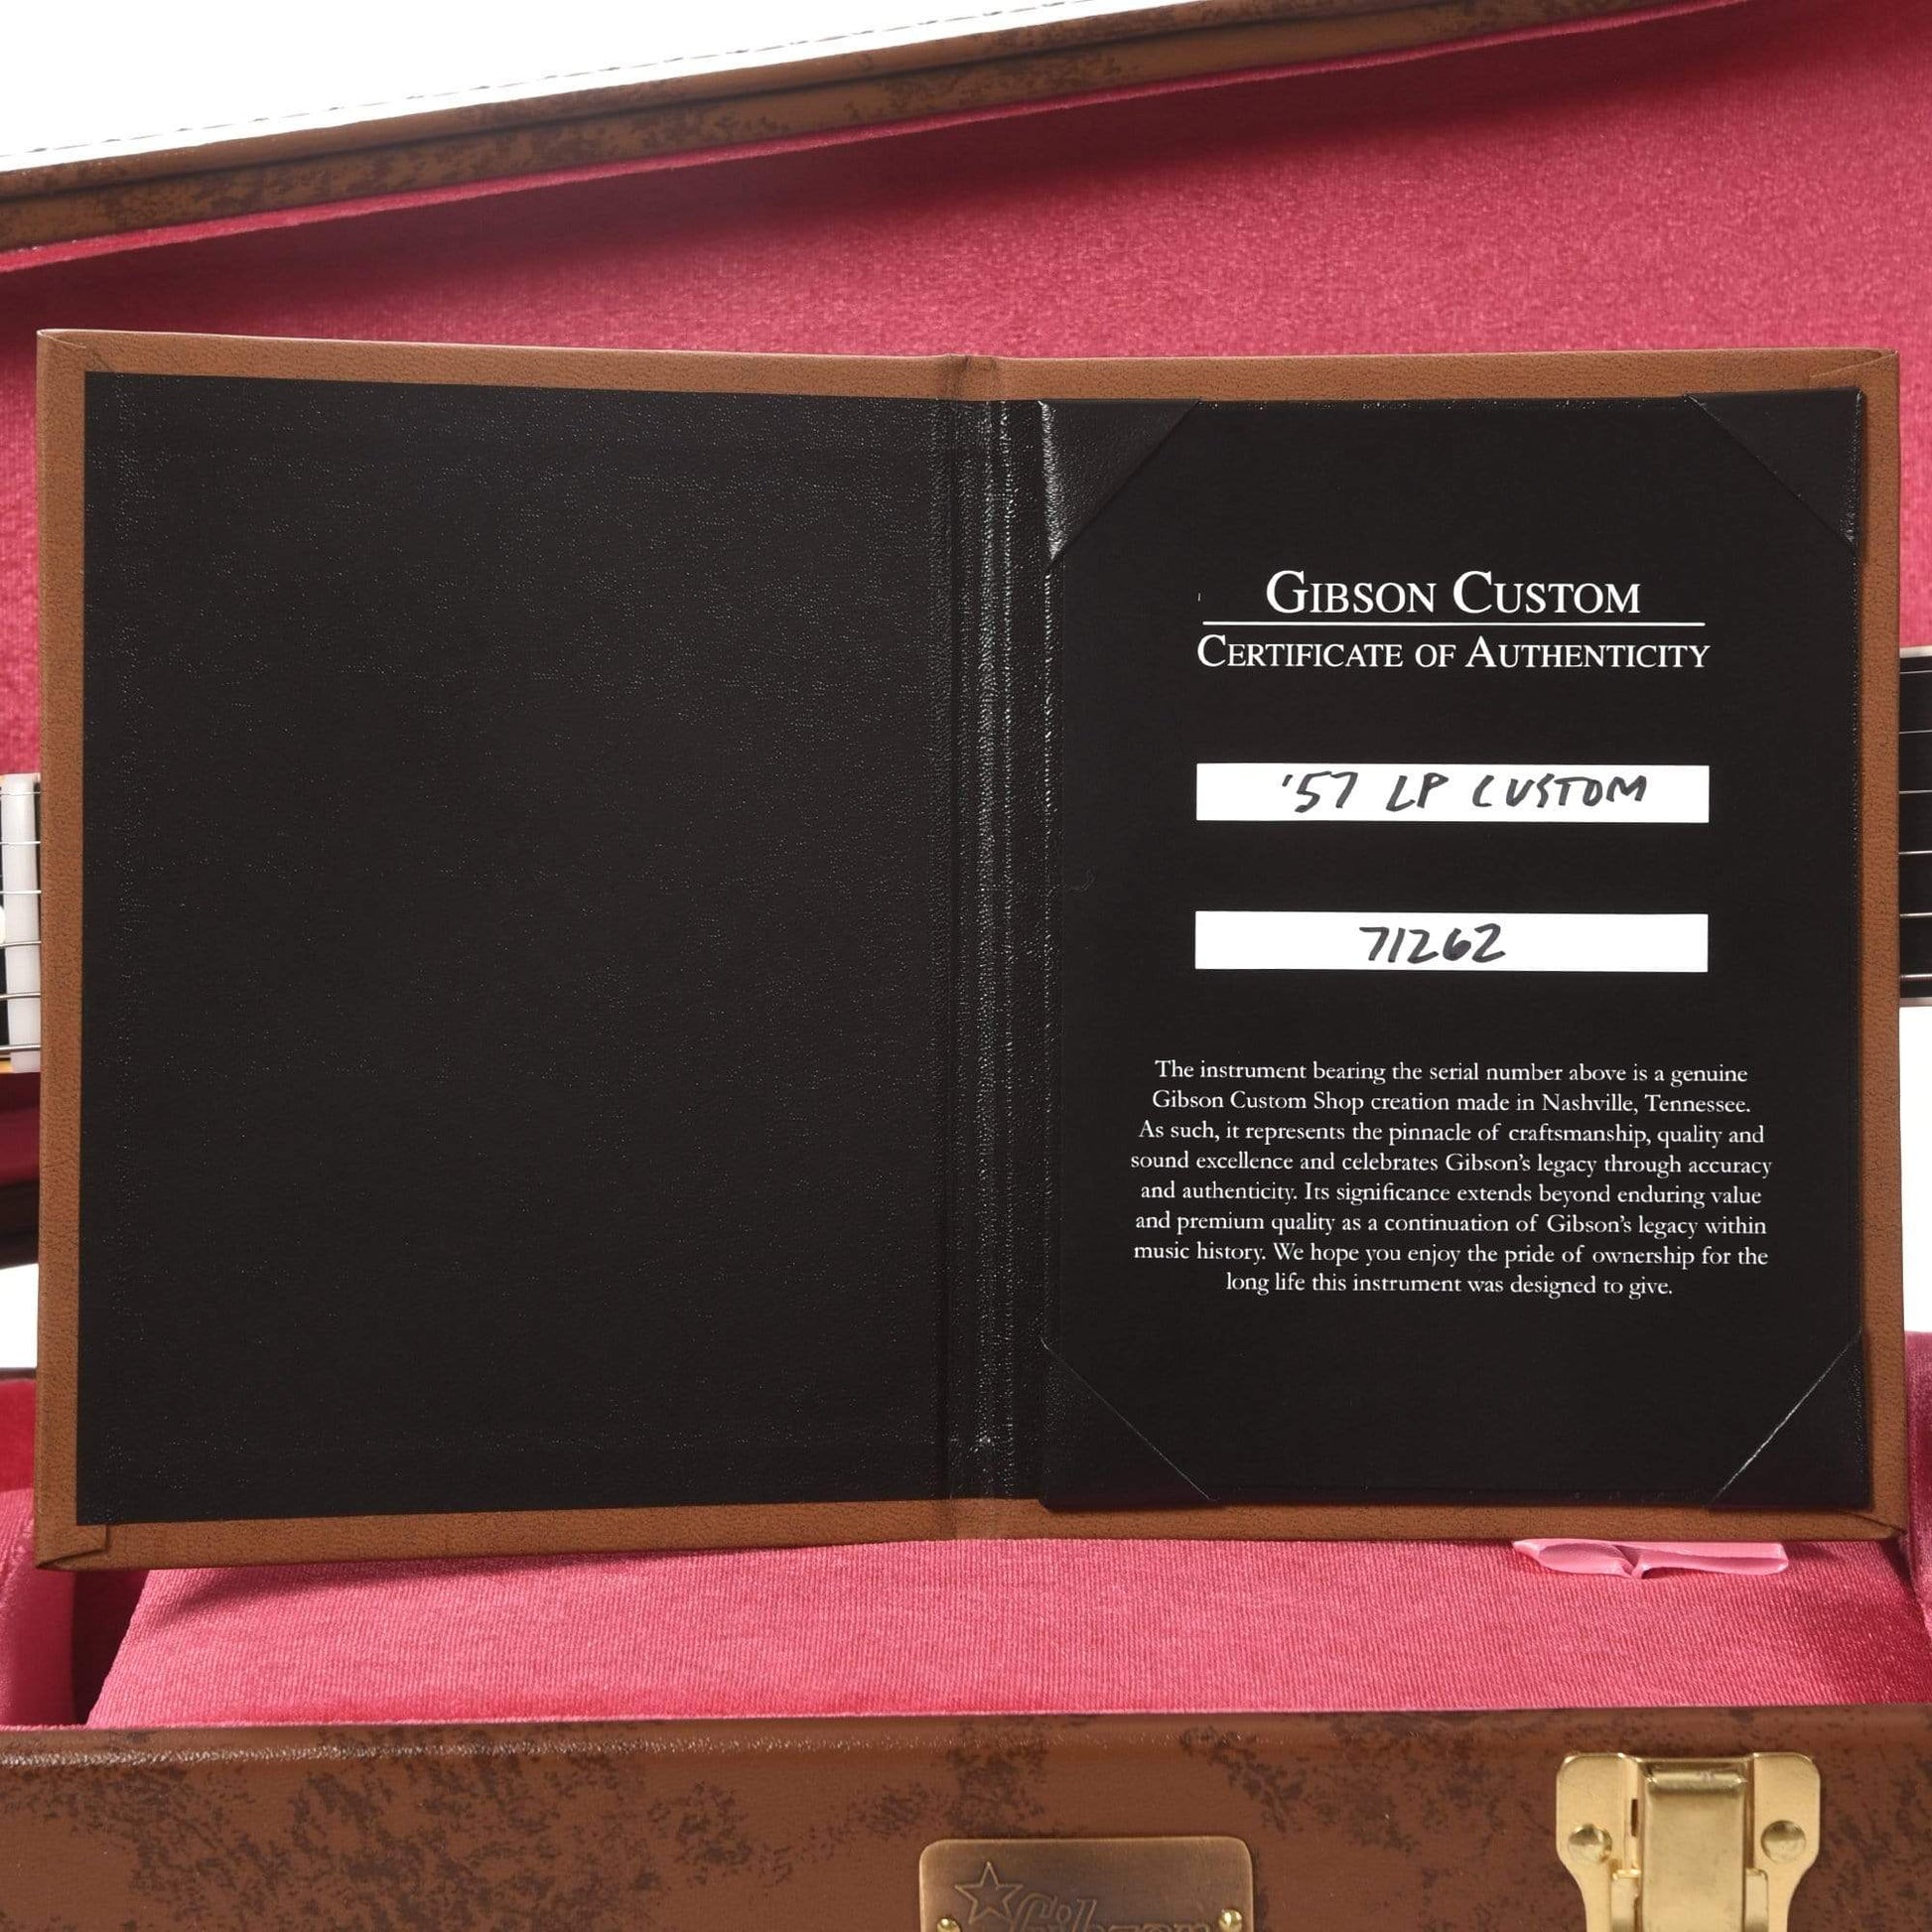 GIBSON CUSTOM
CERTIFICATE OF AUTHENTICITY
'57 LP CUSTOM
71262
The instrument bearing the serial number above is a genuine
Gibson Custom Shop creation made in Nashville, Tennessee.
As such, it represents the pinnacle of craftsmanship, quality and
sound excellence and celebrates Gibson's legacy through accuracy
and authenticity. Its significance extends beyond enduring value
and premium quality as a continuation of Gibson's legacy within
music history. We hope you enjoy the pride of ownership for the
long life this instrument was designed to give.
Gibson